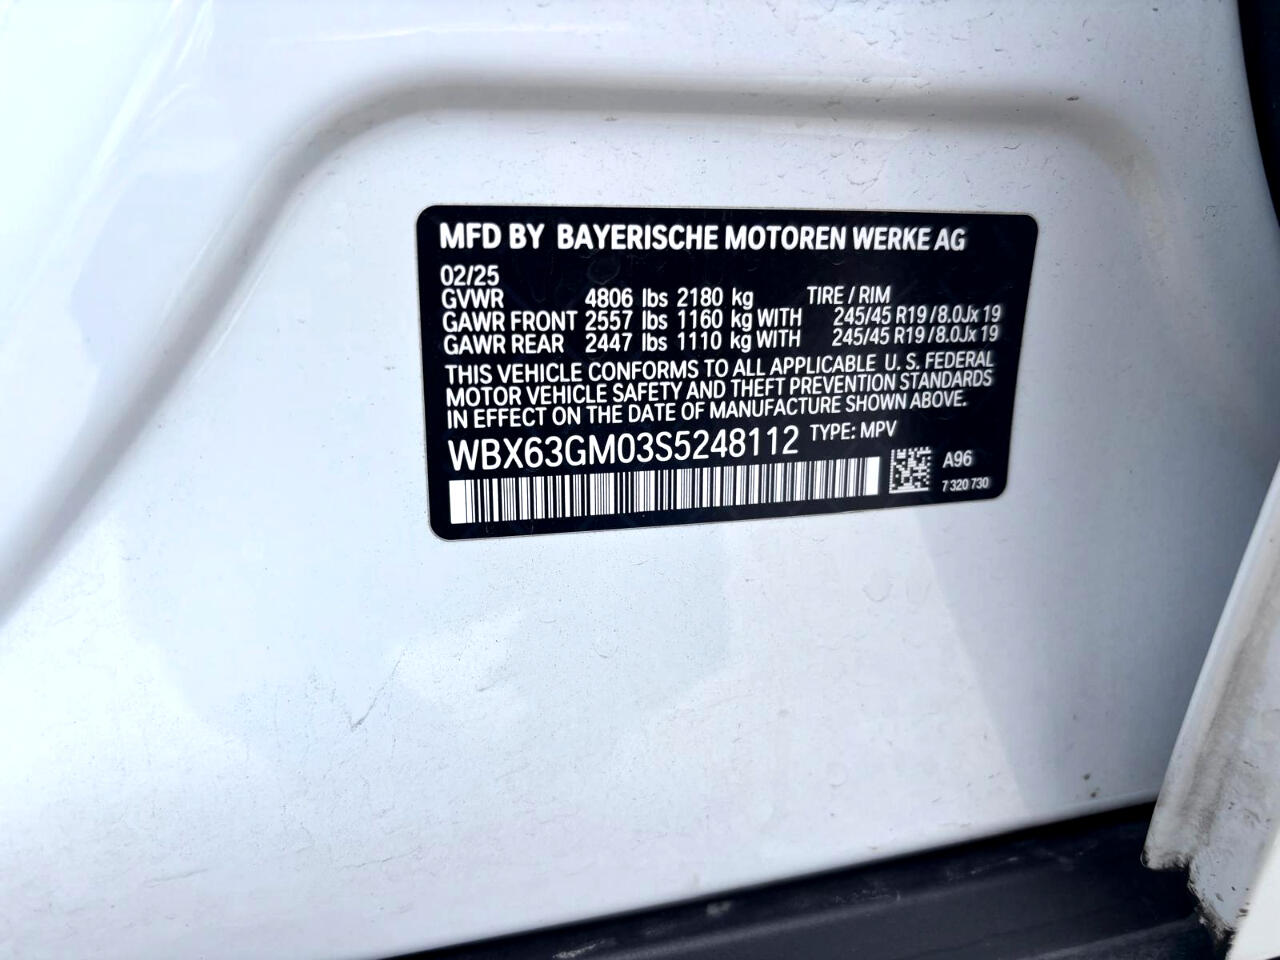 MFD BY BAYERISCHE MOTOREN WERKE AG
02/25
GVWR 4806 lbs 2180 kg TIRE / RIM
GAWR FRONT 2557 lbs 1160 kg WITH 245/45 R19 / 8.0Jx 19
GAWR REAR 2447 lbs 1110 kg WITH 245/45 R19 / 8.0Jx 19
THIS VEHICLE CONFORMS TO ALL APPLICABLE U. S. FEDERAL
MOTOR VEHICLE SAFETY AND THEFT PREVENTION STANDARDS
IN EFFECT ON THE DATE OF MANUFACTURE SHOWN ABOVE.
WBX63GM03S5248112 TYPE: MPV
A96
7 320 730